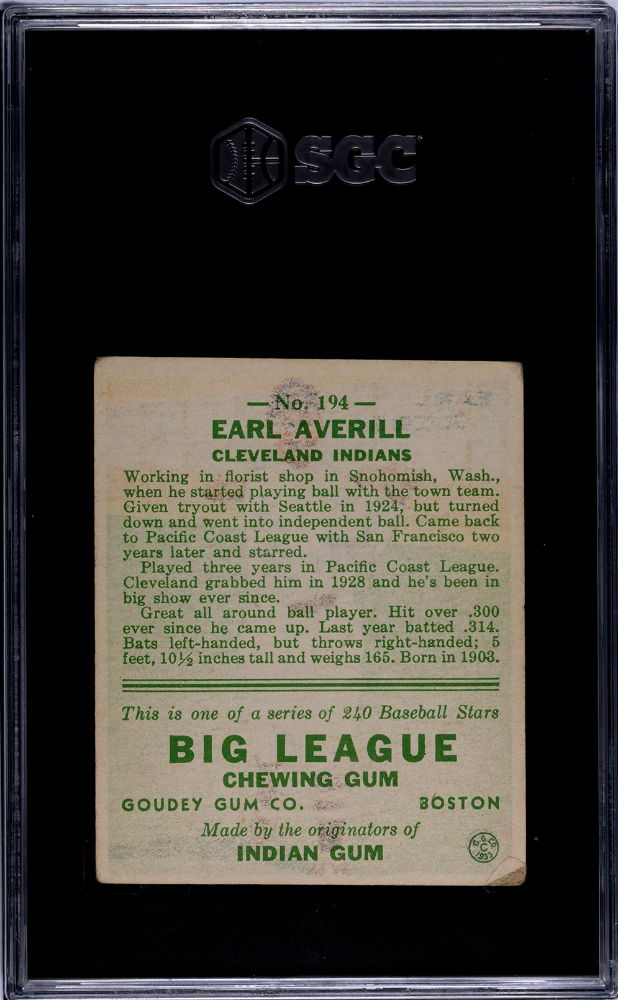 SGC
— No. 194 —
EARL AVERILL
CLEVELAND INDIANS
Working in florist shop in Snohomish, Wash.,
when he started playing ball with the town team.
Given tryout with Seattle in 1924, but turned
down and went into independent ball. Came back
to Pacific Coast League with San Francisco two
years later and starred.
Played three years in Pacific Coast League.
Cleveland grabbed him in 1928 and he's been in
big show ever since.
Great all around ball player. Hit over .300
ever since he came up. Last year batted .314.
Bats left-handed, but throws right-handed; 5
feet, 10½ inches tall and weighs 165. Born in 1903.
This is one of a series of 240 Baseball Stars
BIG LEAGUE
CHEWING GUM
GOUDEY GUM CO. BOSTON
Made by the originators of
INDIAN GUM
G.G.CO.
C
1933